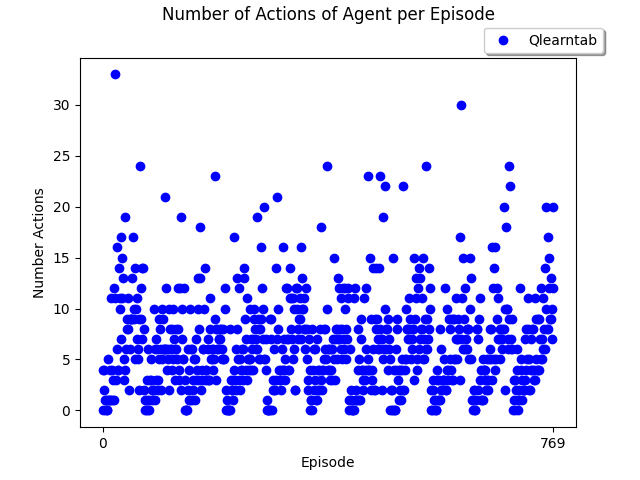 Number of Actions of Agent per Episode
Qlearntab
30
25
20
15
10
5
0
Number Actions
0 769
Episode